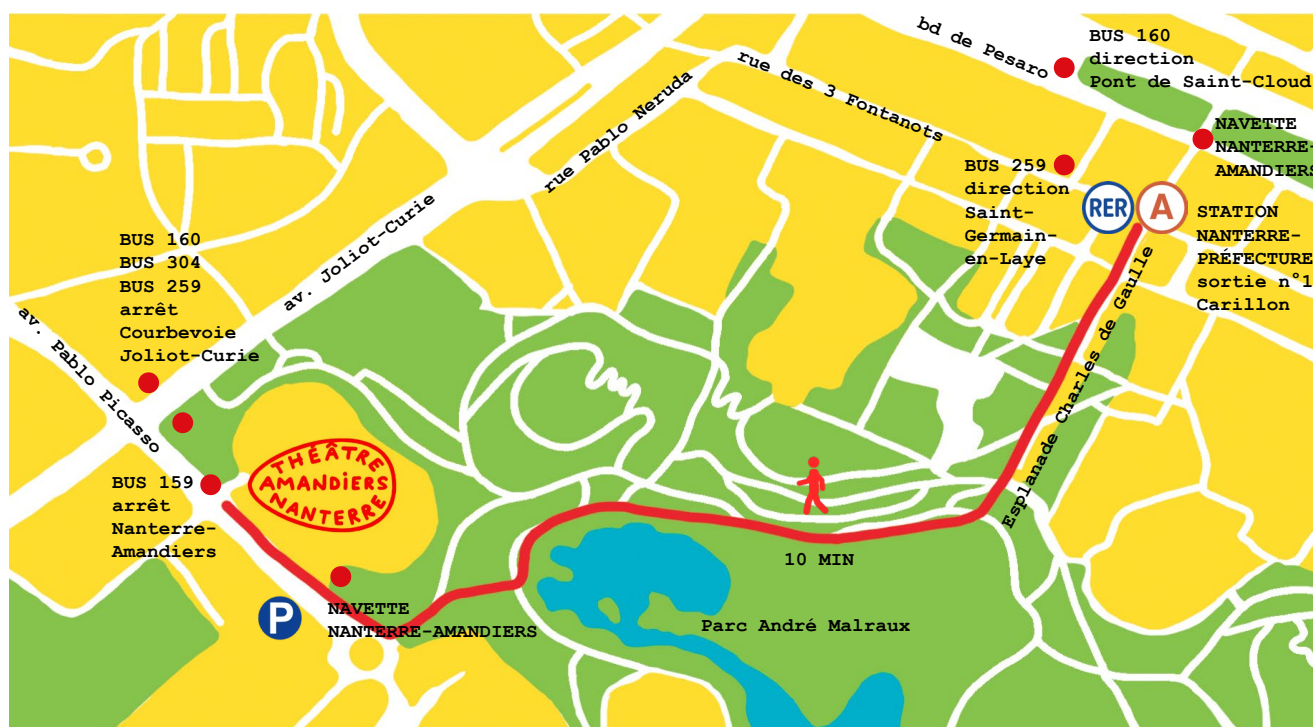 bd de Pesaro
BUS 160
direction
Pont de Saint-Cloud
rue des 3 Fontanots
rue Pablo Neruda
NAVETTE
NANTERRE-
AMANDIERS
BUS 259
direction
Saint-
Germain-
en-Laye
RER
A
STATION
NANTERRE-
PRÉFECTURE
sortie n°1
Carillon
BUS 160
BUS 304
BUS 259
arrêt
Courbevoie
Joliot-Curie
av. Joliot-Curie
av. Pablo Picasso
Esplanade Charles de Gaulle
THÉÂTRE
AMANDIERS
NANTERRE
BUS 159
arrêt
Nanterre-
Amandiers
10 MIN
P
NAVETTE
NANTERRE-AMANDIERS
Parc André Malraux